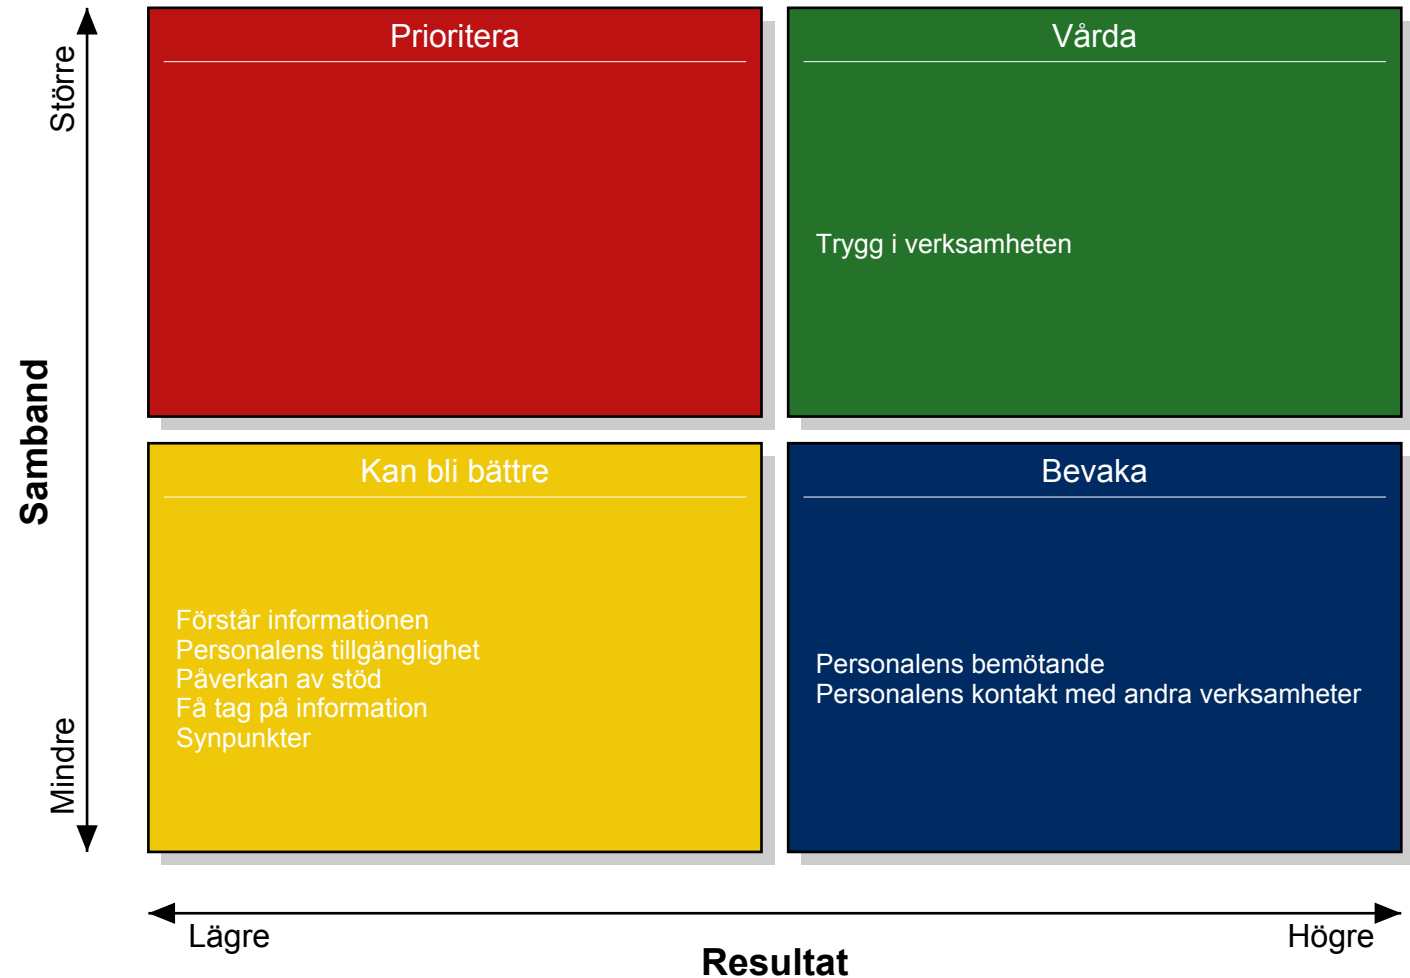 Större
Samband
Mindre
Prioritera
Vårda
Trygg i verksamheten
Kan bli bättre
Förstår informationen
Personalens tillgänglighet
Påverkan av stöd
Få tag på information
Synpunkter
Bevaka
Personalens bemötande
Personalens kontakt med andra verksamheter
Lägre
Resultat
Högre